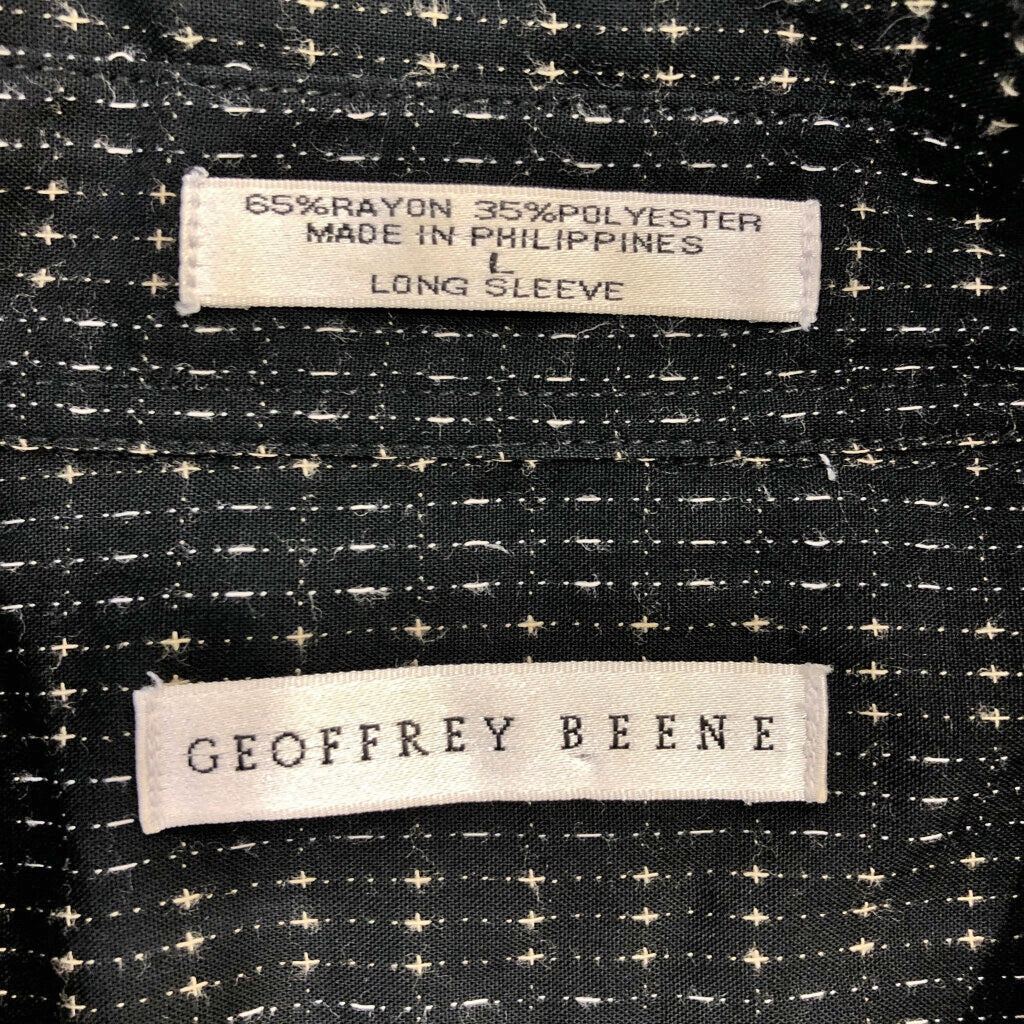 65%RAYON 35%POLYESTER
MADE IN PHILIPPINES
L
LONG SLEEVE
GEOFFREY BEENE